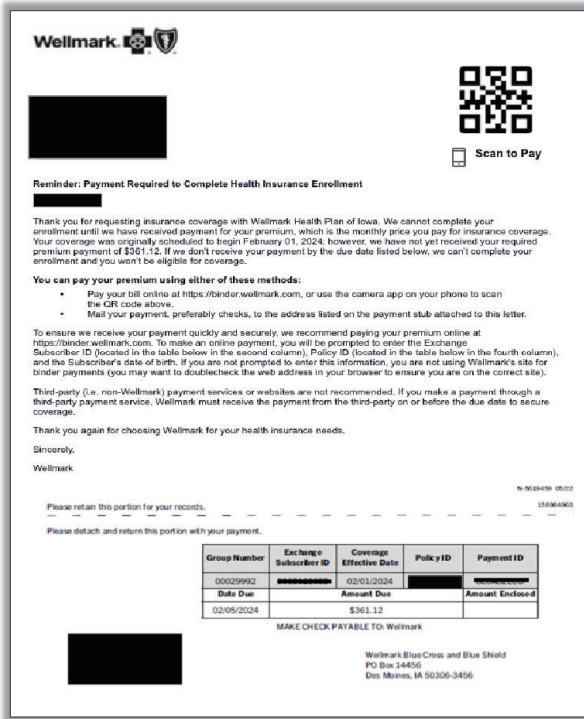 Wellmark
Scan to Pay
Reminder: Payment Required to Complete Health Insurance Enrollment
Thank you for requesting insurance coverage with Wellmark Health Plan of Iowa. We cannot complete your
enrollment until we have received payment for your premium, which is the monthly price you pay for insurance coverage.
Your coverage was originally scheduled to begin February 01, 2024; however, we have not yet received your required
premium payment of $361.12. If we don't receive your payment by the due date listed below, we can't complete your
enrollment and you won't be eligible for coverage.
You can pay your premium using either of these methods:
• Pay your bill online at https://binder.wellmark.com, or use the camera app on your phone to scan
the QR code above.
• Mail your payment, preferably checks, to the address listed on the payment stub attached to this letter.
To ensure we receive your payment quickly and securely, we recommend paying your premium online at
https://binder.wellmark.com. To make an online payment, you will be prompted to enter the Exchange
Subscriber ID (located in the table below in the second column), Policy ID (located in the table below in the fourth column),
and the Subscriber's date of birth. If you are not prompted to enter this information, you are not using Wellmark's site for
binder payments (you may want to doublecheck the web address in your browser to ensure you are on the correct site).
Third-party (i.e. non-Wellmark) payment services or websites are not recommended. If you make a payment through a
third-party payment service, Wellmark must receive the payment from the third-party on or before the due date to secure
coverage.
Thank you again for choosing Wellmark for your health insurance needs.
Sincerely,
Wellmark
N-5619459 05/22
Please retain this portion for your records.
158984960
Please detach and return this portion with your payment.
Group Number Exchange Subscriber ID Coverage Effective Date Policy ID Payment ID
00029992 02/01/2024
Date Due Amount Due Amount Enclosed
02/05/2024 $361.12
MAKE CHECK PAYABLE TO: Wellmark
Wellmark Blue Cross and Blue Shield
PO Box 14456
Des Moines, IA 50306-3456